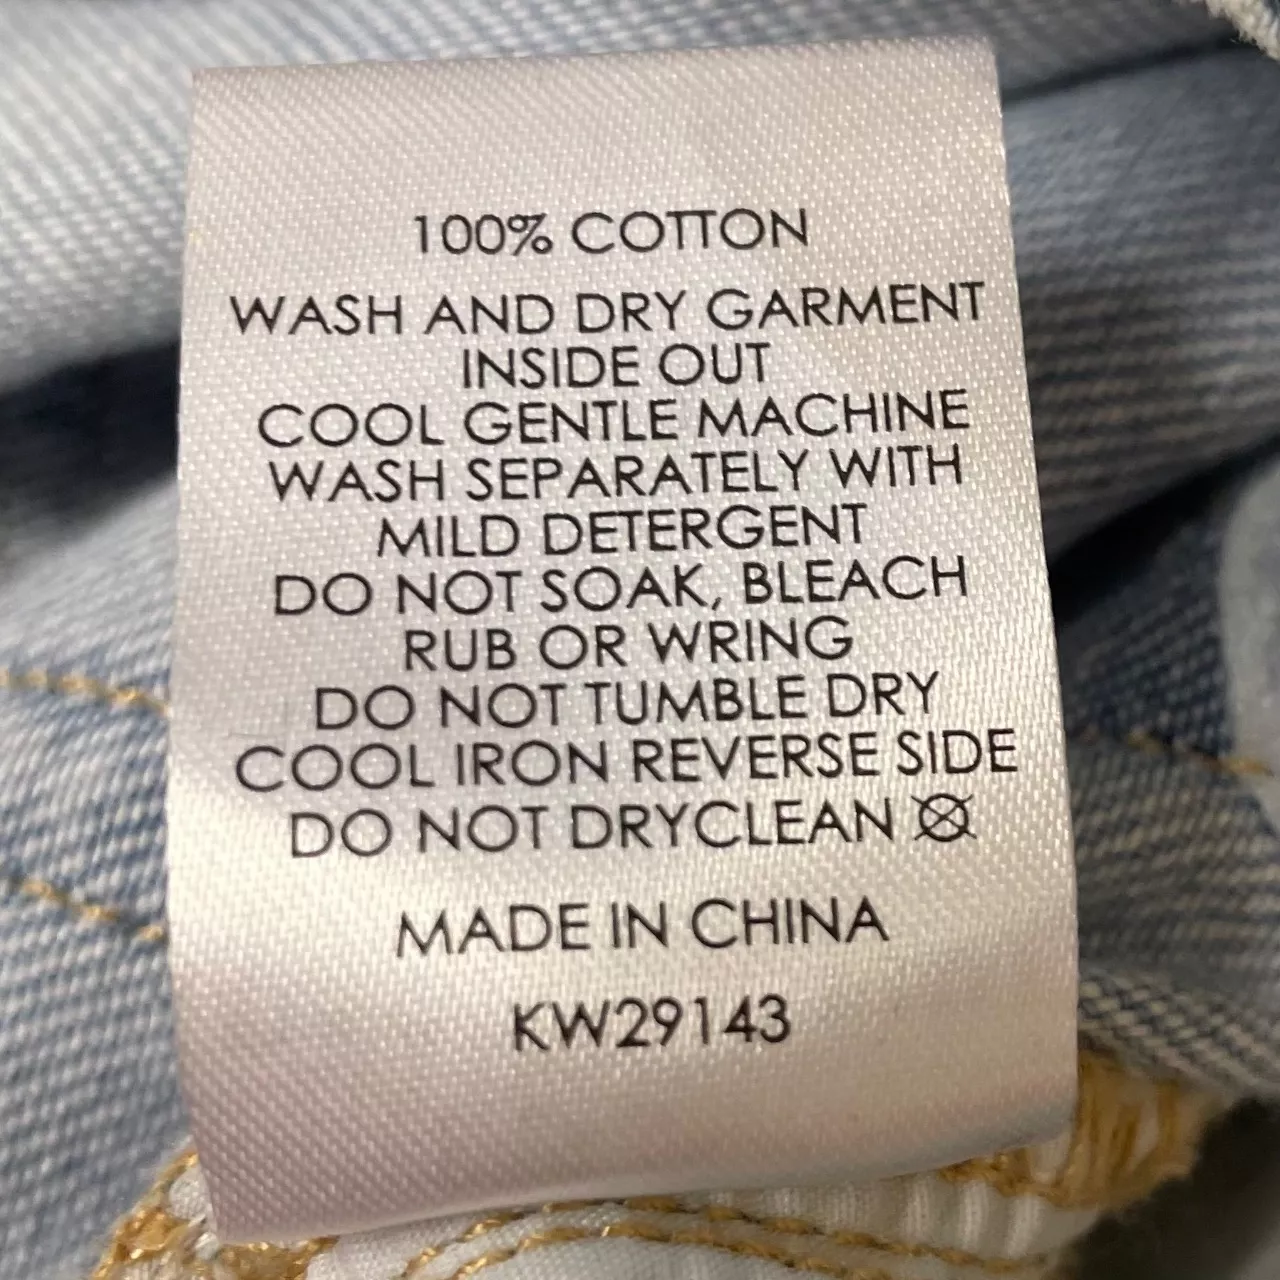 100% COTTON
WASH AND DRY GARMENT
INSIDE OUT
COOL GENTLE MACHINE
WASH SEPARATELY WITH
MILD DETERGENT
DO NOT SOAK, BLEACH
RUB OR WRING
DO NOT TUMBLE DRY
COOL IRON REVERSE SIDE
DO NOT DRYCLEAN
MADE IN CHINA
KW29143